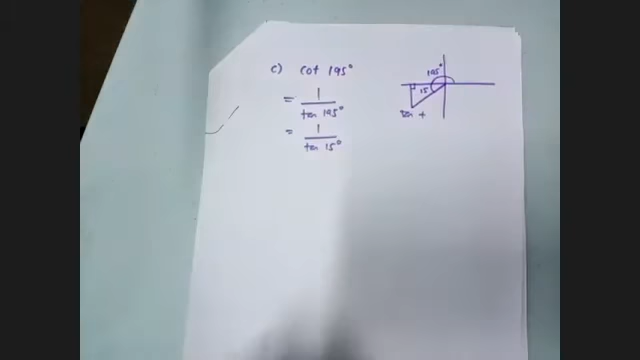 c) cot 195°
= 1 / tan 195°
= 1 / tan 15°
195°
15
tan +